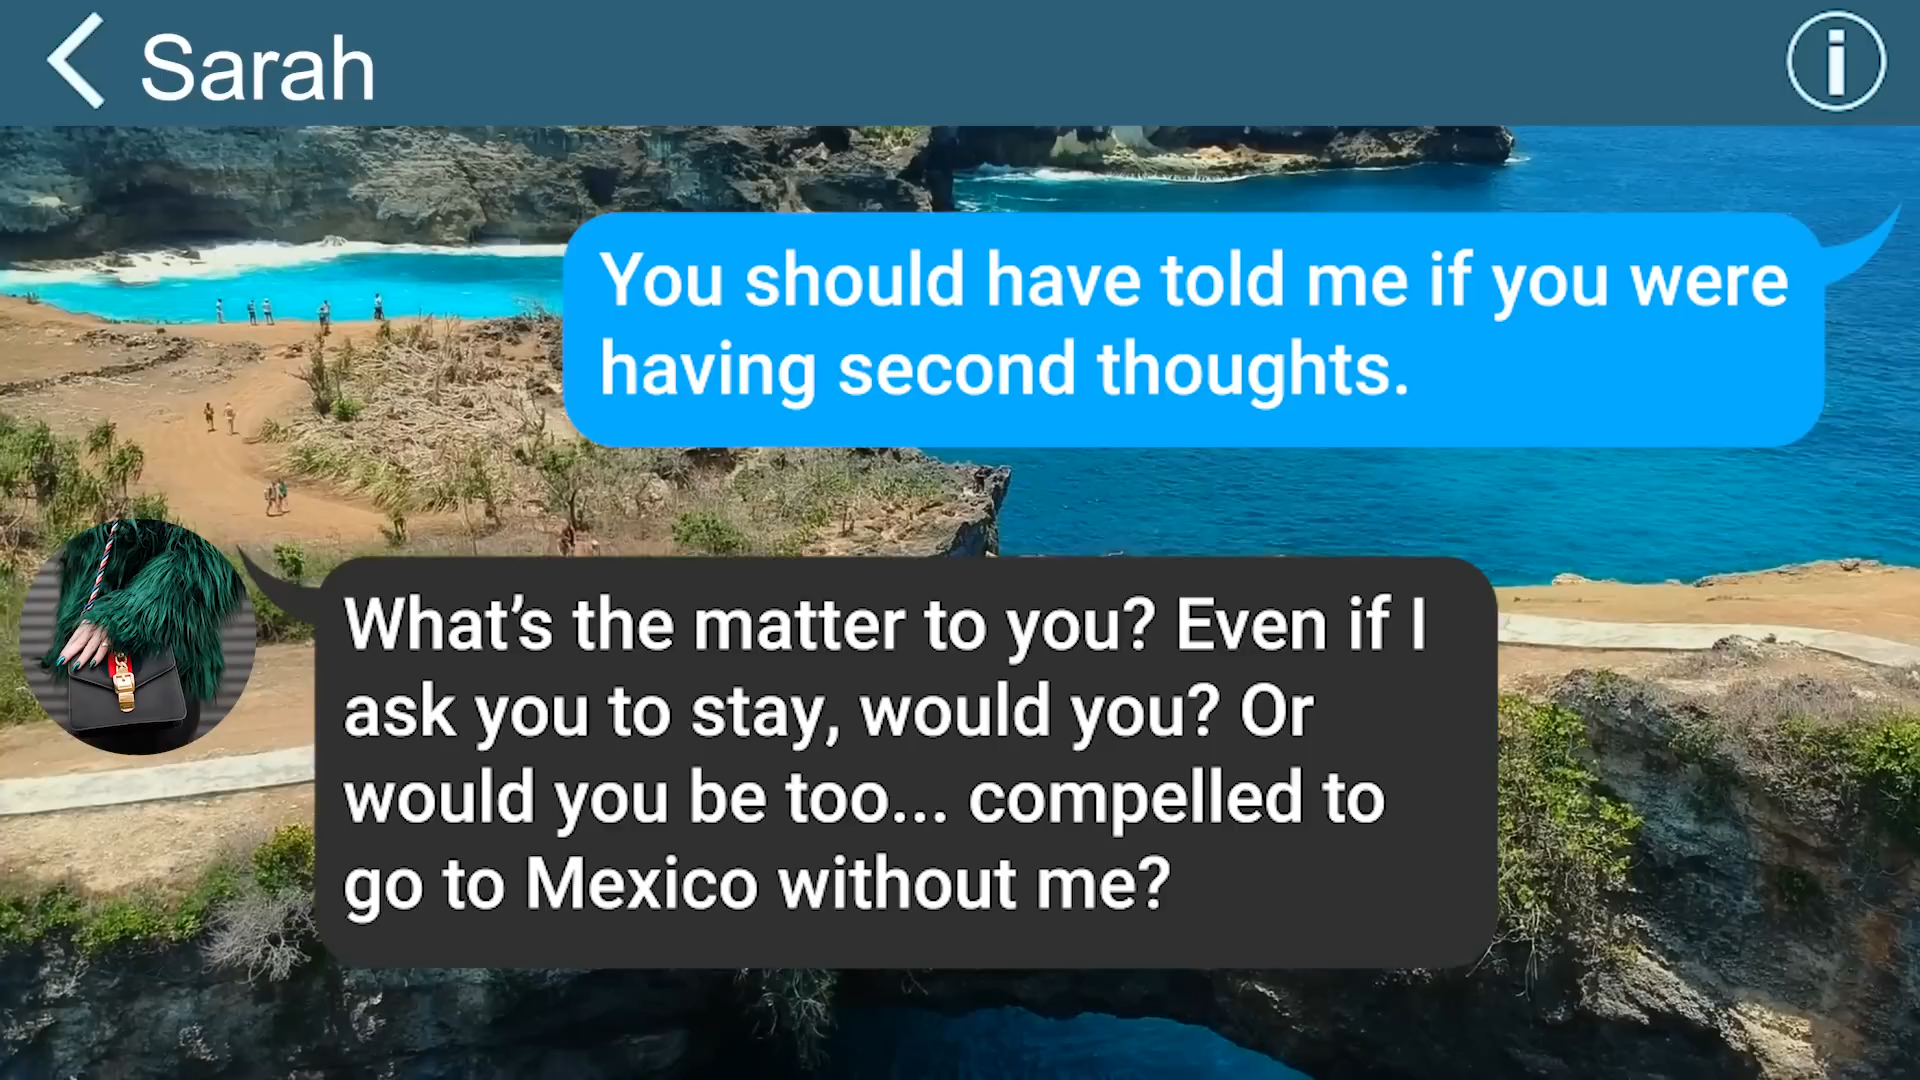 Sarah
You should have told me if you were
having second thoughts.
What’s the matter to you? Even if I
ask you to stay, would you? Or
would you be too... compelled to
go to Mexico without me?